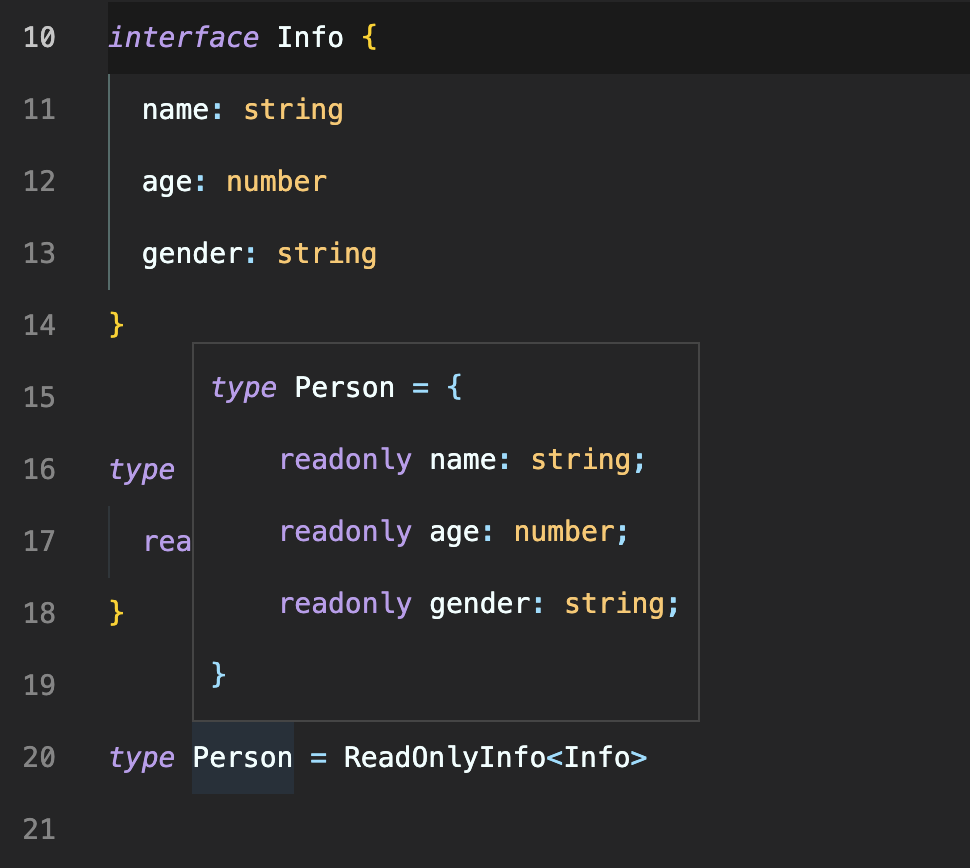 10 interface Info {
11 name: string
12 age: number
13 gender: string
14 }
15
16 type
17 rea
18 }
19
type Person = {
readonly name: string;
readonly age: number;
readonly gender: string;
}
20 type Person = ReadOnlyInfo<Info>
21